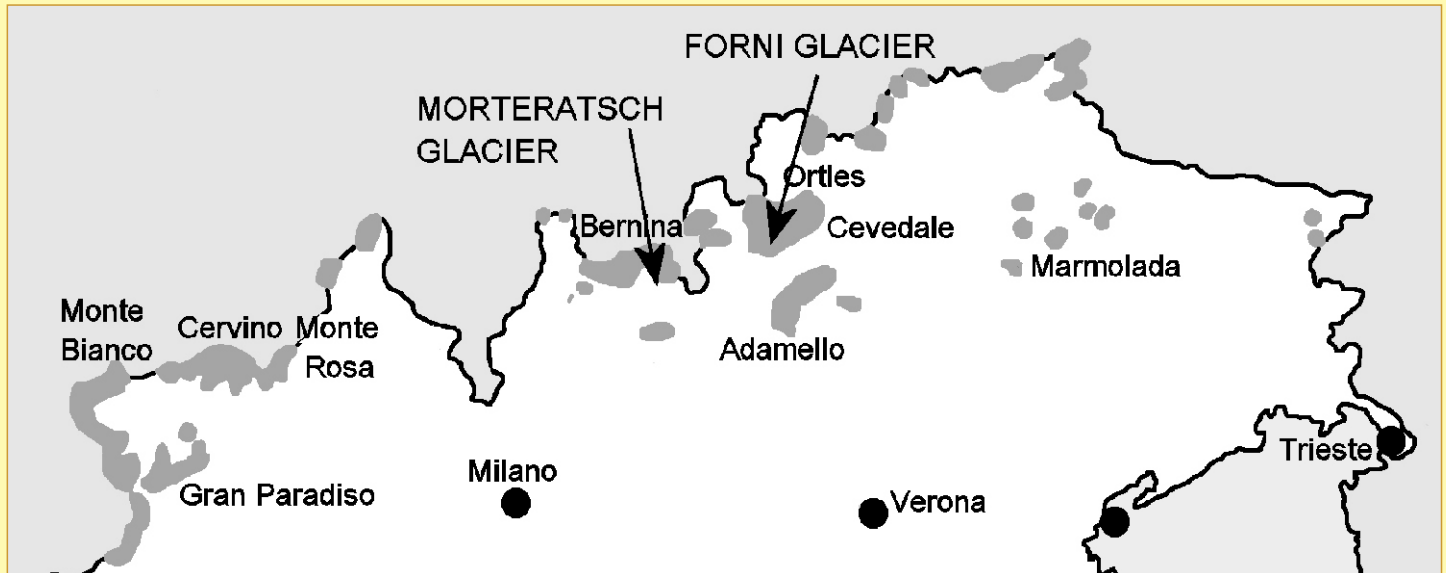 FORNI GLACIER
MORTERATSCH
GLACIER
Ortles
Bernina
Cevedale
Marmolada
Monte
Bianco
Cervino
Monte
Rosa
Adamello
Trieste
Milano
Gran Paradiso
Verona